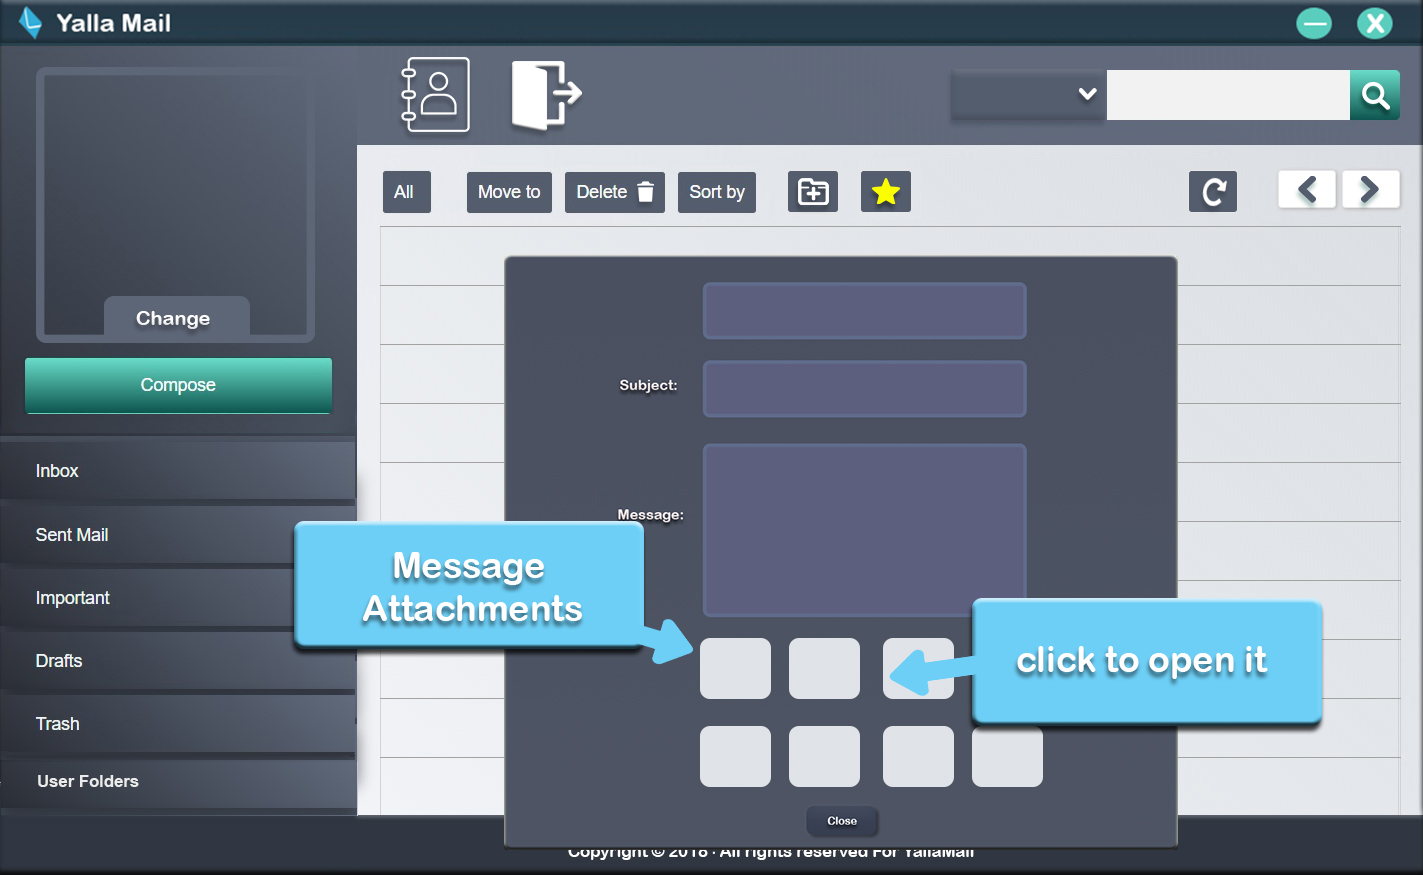 Yalla Mail
Change
Compose
Inbox
Sent Mail
Important
Drafts
Trash
User Folders
All
Move to
Delete
Sort by
Subject:
Message:
Message
Attachments
click to open it
Close
Copyright © 2018 · All rights reserved For YallaMail